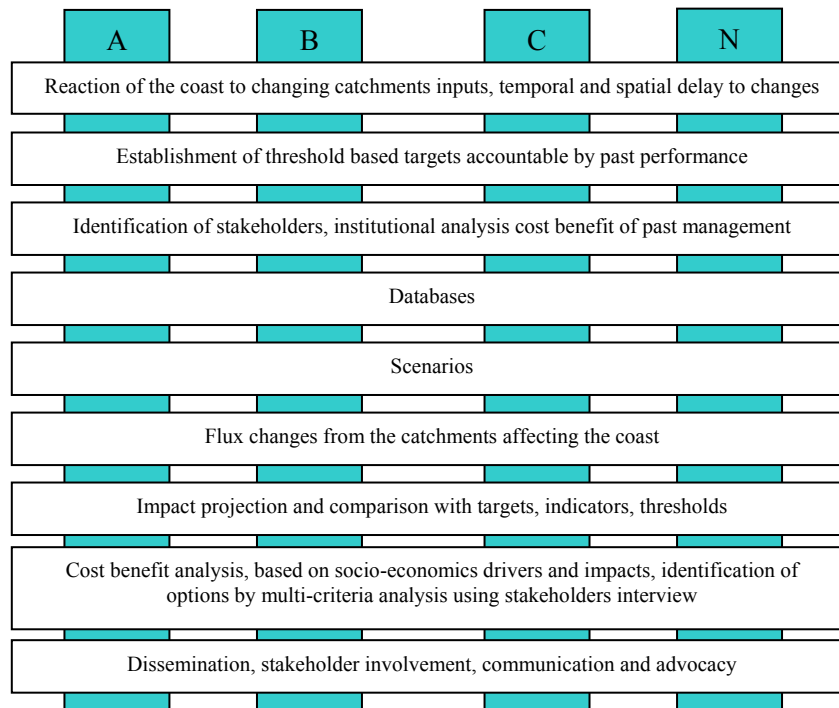 A B C N
Reaction of the coast to changing catchments inputs, temporal and spatial delay to changes
Establishment of threshold based targets accountable by past performance
Identification of stakeholders, institutional analysis cost benefit of past management
Databases
Scenarios
Flux changes from the catchments affecting the coast
Impact projection and comparison with targets, indicators, thresholds
Cost benefit analysis, based on socio-economics drivers and impacts, identification of
options by multi-criteria analysis using stakeholders interview
Dissemination, stakeholder involvement, communication and advocacy